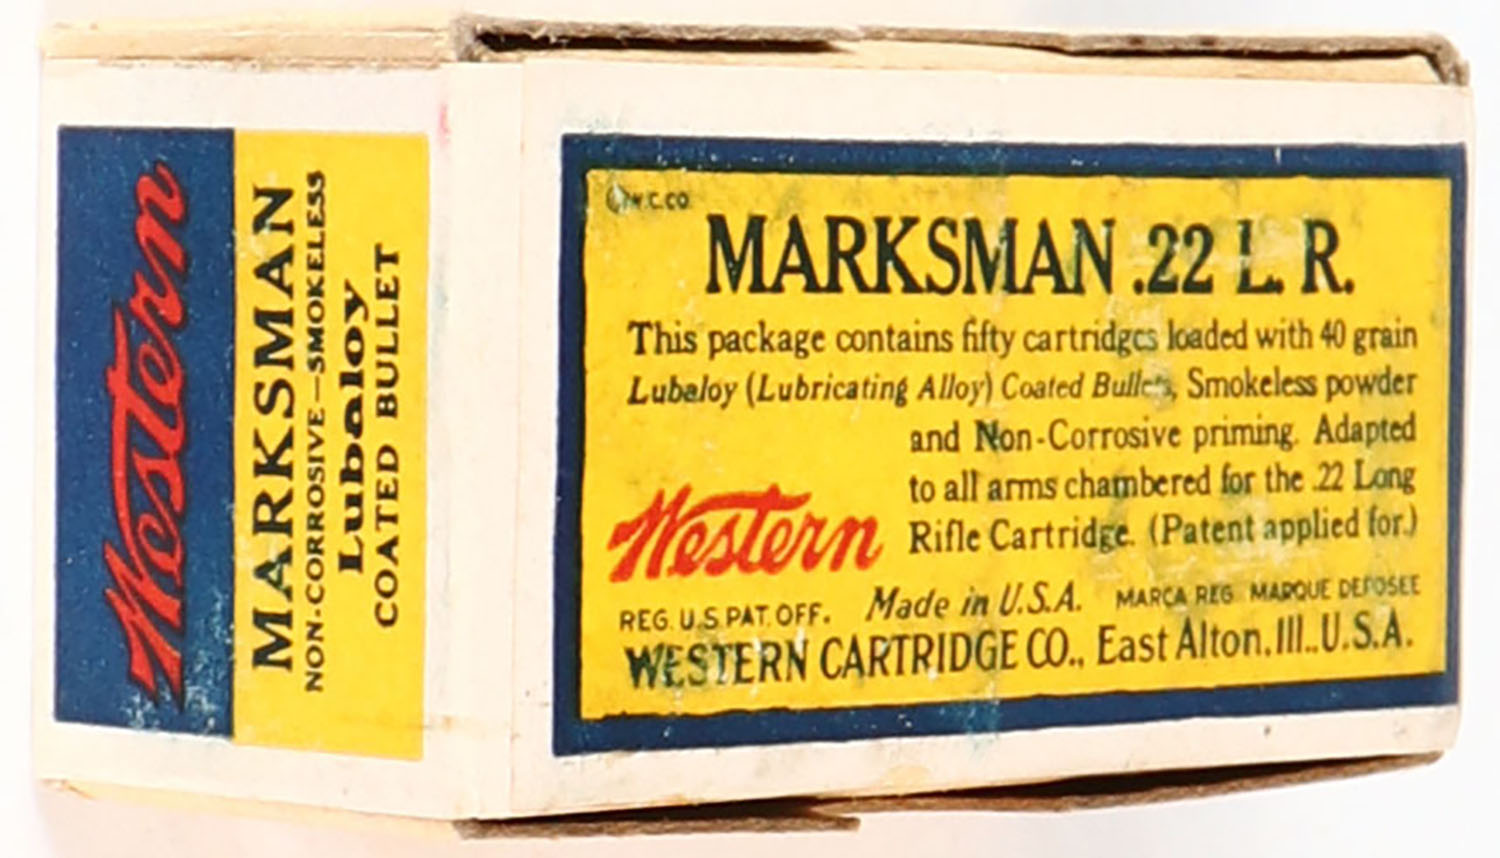 Western
MARKSMAN
NON-CORROSIVE—SMOKELESS
Lubaloy
COATED BULLET
W.C.CO.
MARKSMAN .22 L. R.
This package contains fifty cartridges loaded with 40 grain
Lubaloy (Lubricating Alloy) Coated Bullets, Smokeless powder
and Non-Corrosive priming. Adapted
to all arms chambered for the .22 Long
Western Rifle Cartridge. (Patent applied for.)
REG. U.S. PAT. OFF. Made in U.S.A. MARCA REG. MARQUE DEPOSEE
WESTERN CARTRIDGE CO., East Alton, Ill., U.S.A.